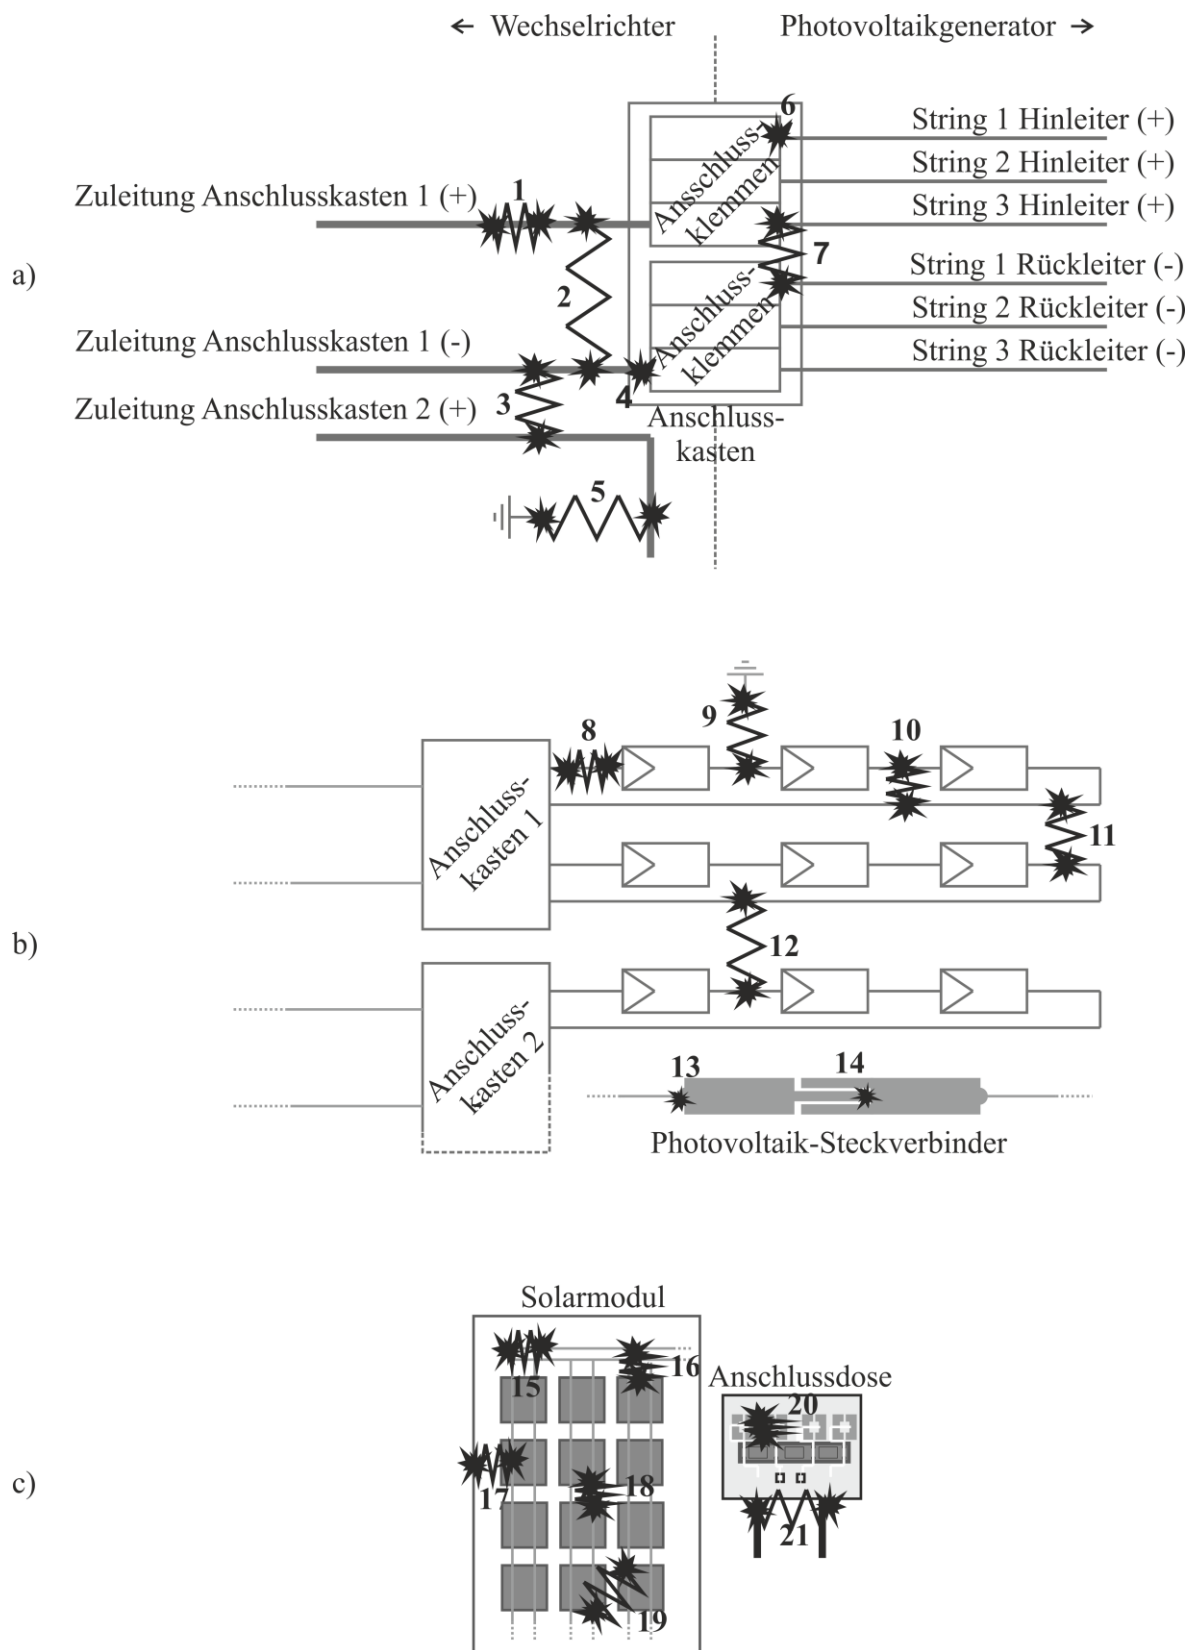 ← Wechselrichter
Photovoltaikgenerator →
6
String 1 Hinleiter (+)
String 2 Hinleiter (+)
String 3 Hinleiter (+)
Zuleitung Anschlusskasten 1 (+)
1
Ansschluss-
klemmen
7
a)
2
String 1 Rückleiter (-)
String 2 Rückleiter (-)
String 3 Rückleiter (-)
Anschluss-
klemmen
Zuleitung Anschlusskasten 1 (-)
3
4
Zuleitung Anschlusskasten 2 (+)
Anschluss-
kasten
5
9
8
10
Anschluss-
kasten 1
11
b)
12
Anschluss-
kasten 2
13
14
Photovoltaik-Steckverbinder
Solarmodul
15
16
Anschlussdose
20
c)
17
18
21
19